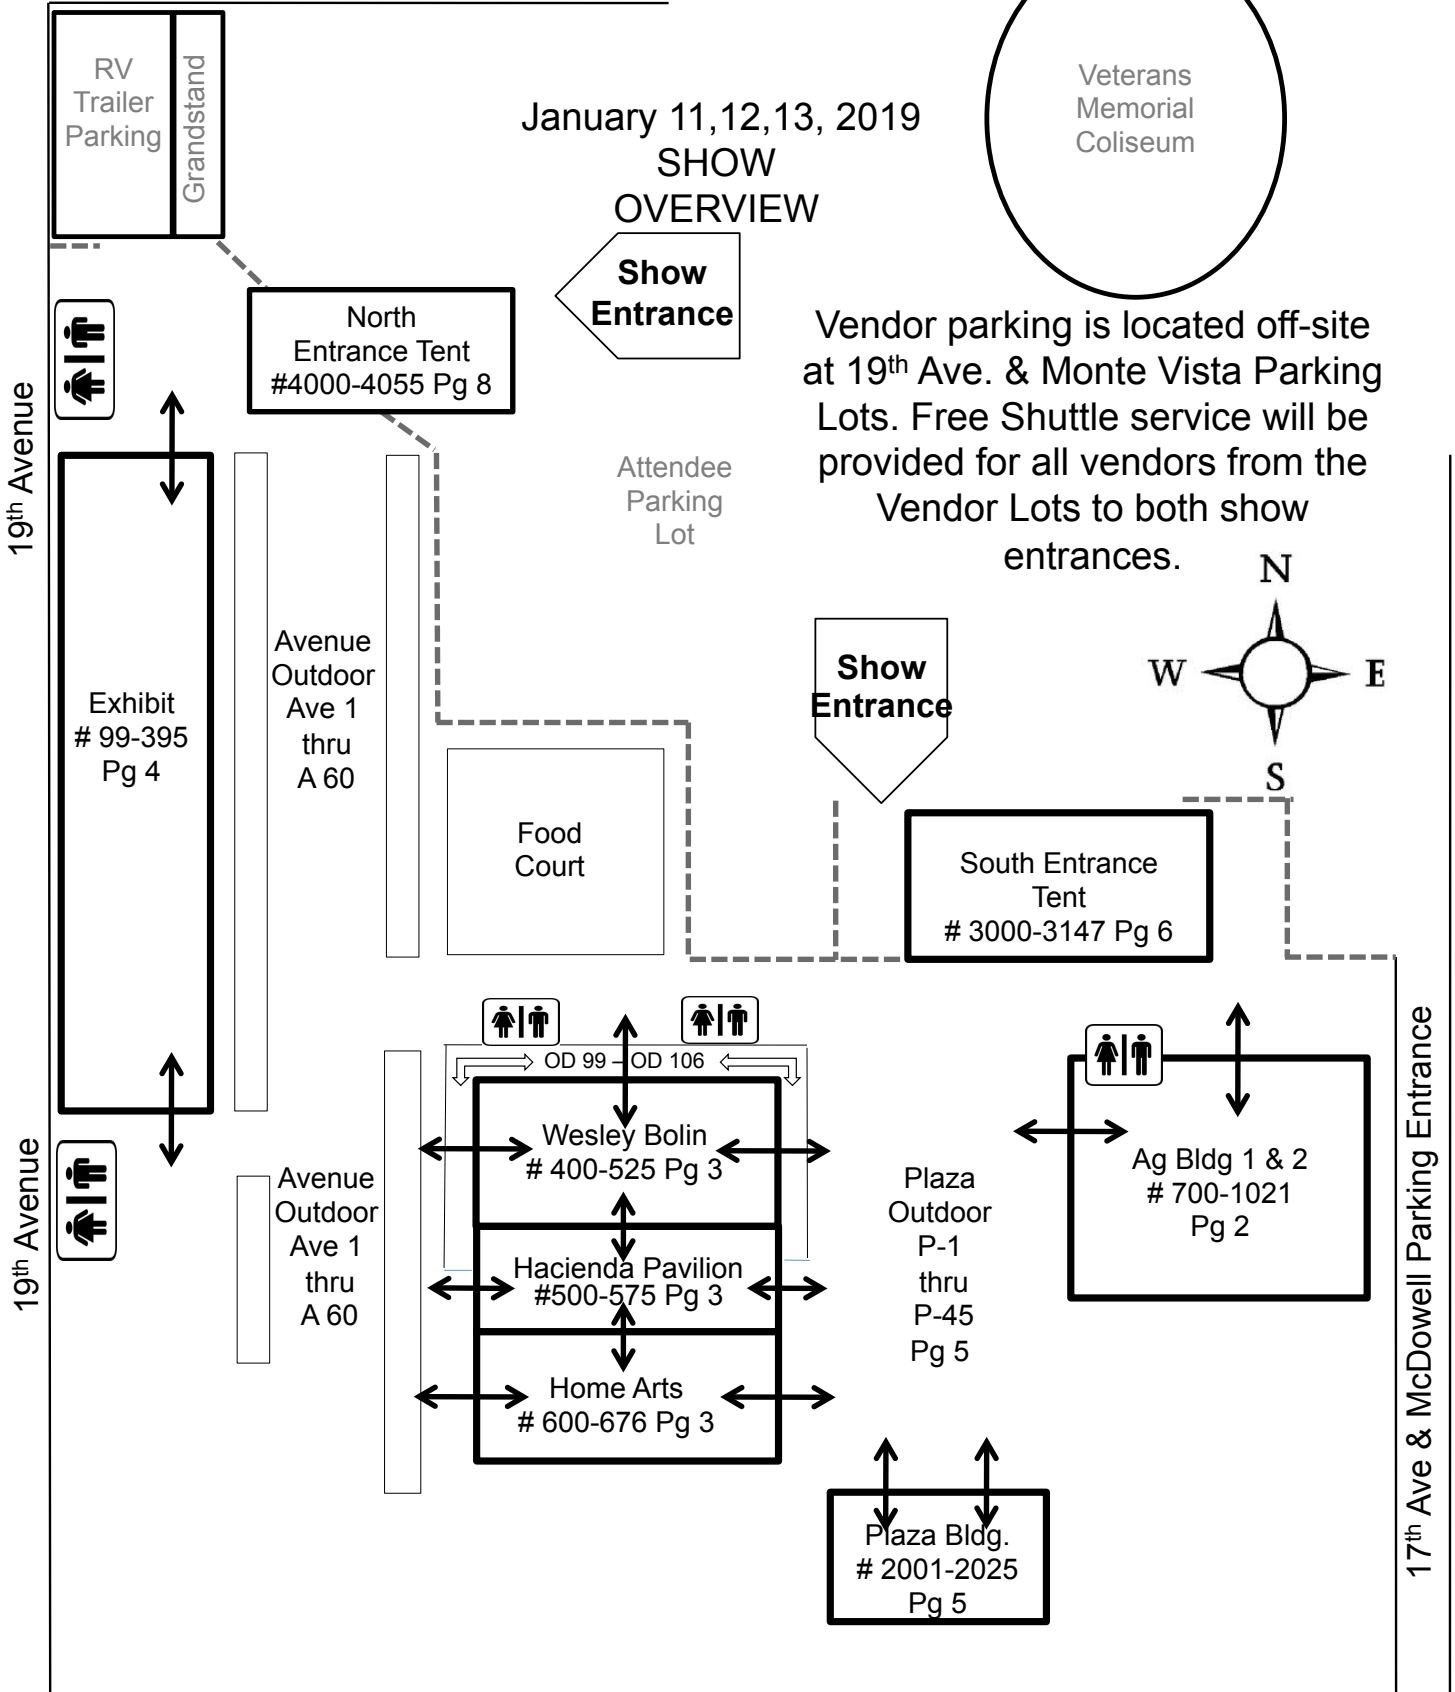 RV
Trailer
Parking
Grandstand
January 11,12,13, 2019
SHOW
OVERVIEW
Veterans
Memorial
Coliseum
Show
Entrance
North
Entrance Tent
#4000-4055 Pg 8
Vendor parking is located off-site
at 19th Ave. & Monte Vista Parking
Lots. Free Shuttle service will be
provided for all vendors from the
Vendor Lots to both show
entrances.
19th Avenue
Attendee
Parking
Lot
N
W
E
S
Exhibit
# 99-395
Pg 4
Avenue
Outdoor
Ave 1
thru
A 60
Show
Entrance
Food
Court
South Entrance
Tent
# 3000-3147 Pg 6
OD 99 – OD 106
Wesley Bolin
# 400-525 Pg 3
Hacienda Pavilion
#500-575 Pg 3
Home Arts
# 600-676 Pg 3
19th Avenue
Avenue
Outdoor
Ave 1
thru
A 60
Plaza
Outdoor
P-1
thru
P-45
Pg 5
Ag Bldg 1 & 2
# 700-1021
Pg 2
17th Ave & McDowell Parking Entrance
Plaza Bldg.
# 2001-2025
Pg 5